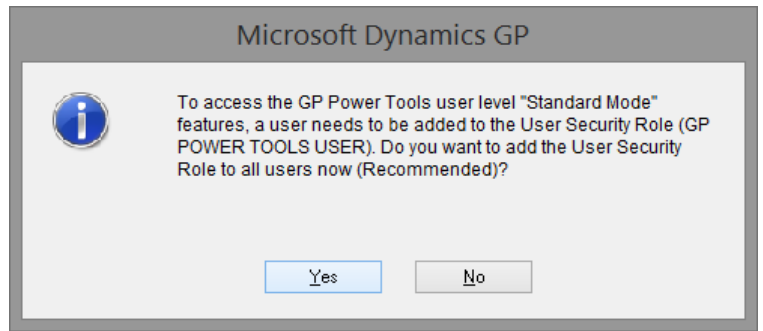 Microsoft Dynamics GP
To access the GP Power Tools user level "Standard Mode"
features, a user needs to be added to the User Security Role (GP
POWER TOOLS USER). Do you want to add the User Security
Role to all users now (Recommended)?
Yes
No